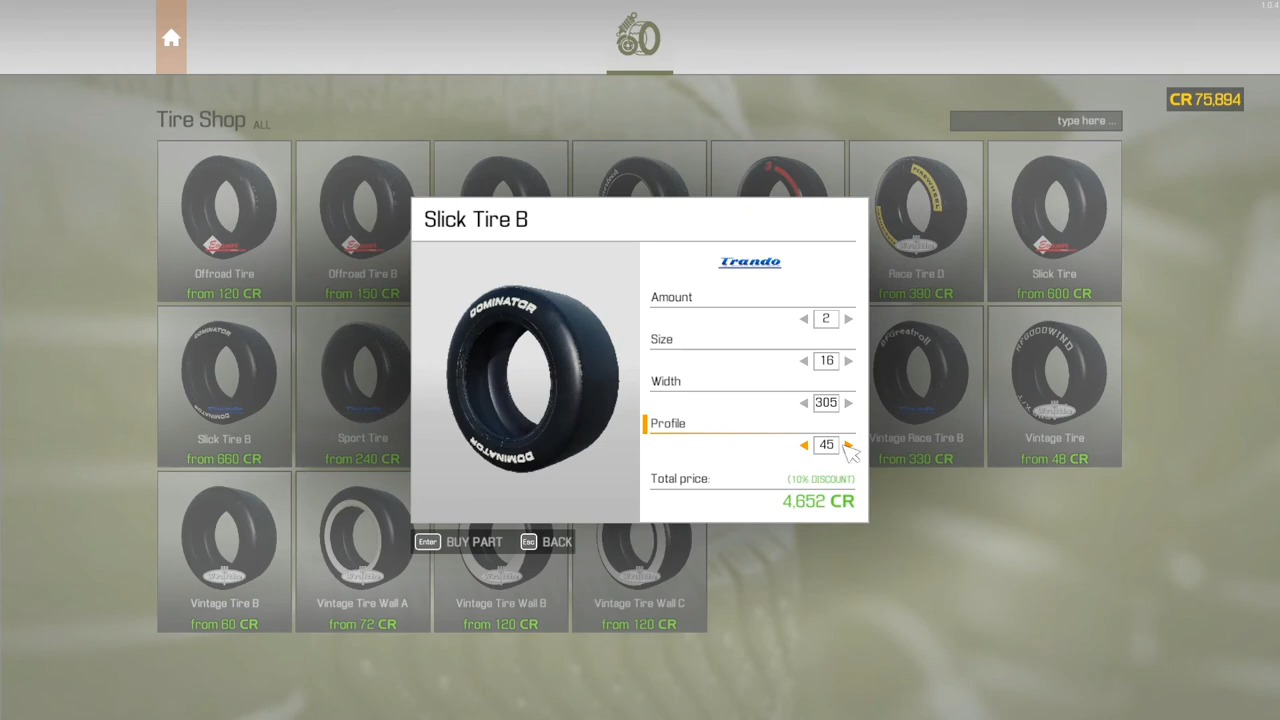 1.0.4
CR 75,894
Tire Shop ALL
type here ...
Offroad Tire
from 120 CR
Offroad Tire B
from 150 CR
FIREWHEEL
Race Tire D
from 390 CR
Slick Tire
from 600 CR
Slick Tire B
Trando
DOMINATOR
DOMINATOR
Amount
2
Size
16
Width
305
Profile
45
Total price: (10% DISCOUNT)
4,652 CR
Enter BUY PART Esc BACK
DOMINATOR
Slick Tire B
from 660 CR
Sport Tire
from 240 CR
Vintage Race Tire B
from 330 CR
Vintage Tire
from 48 CR
Vintage Tire B
from 60 CR
Vintage Tire Wall A
from 72 CR
Vintage Tire Wall B
from 120 CR
Vintage Tire Wall C
from 120 CR